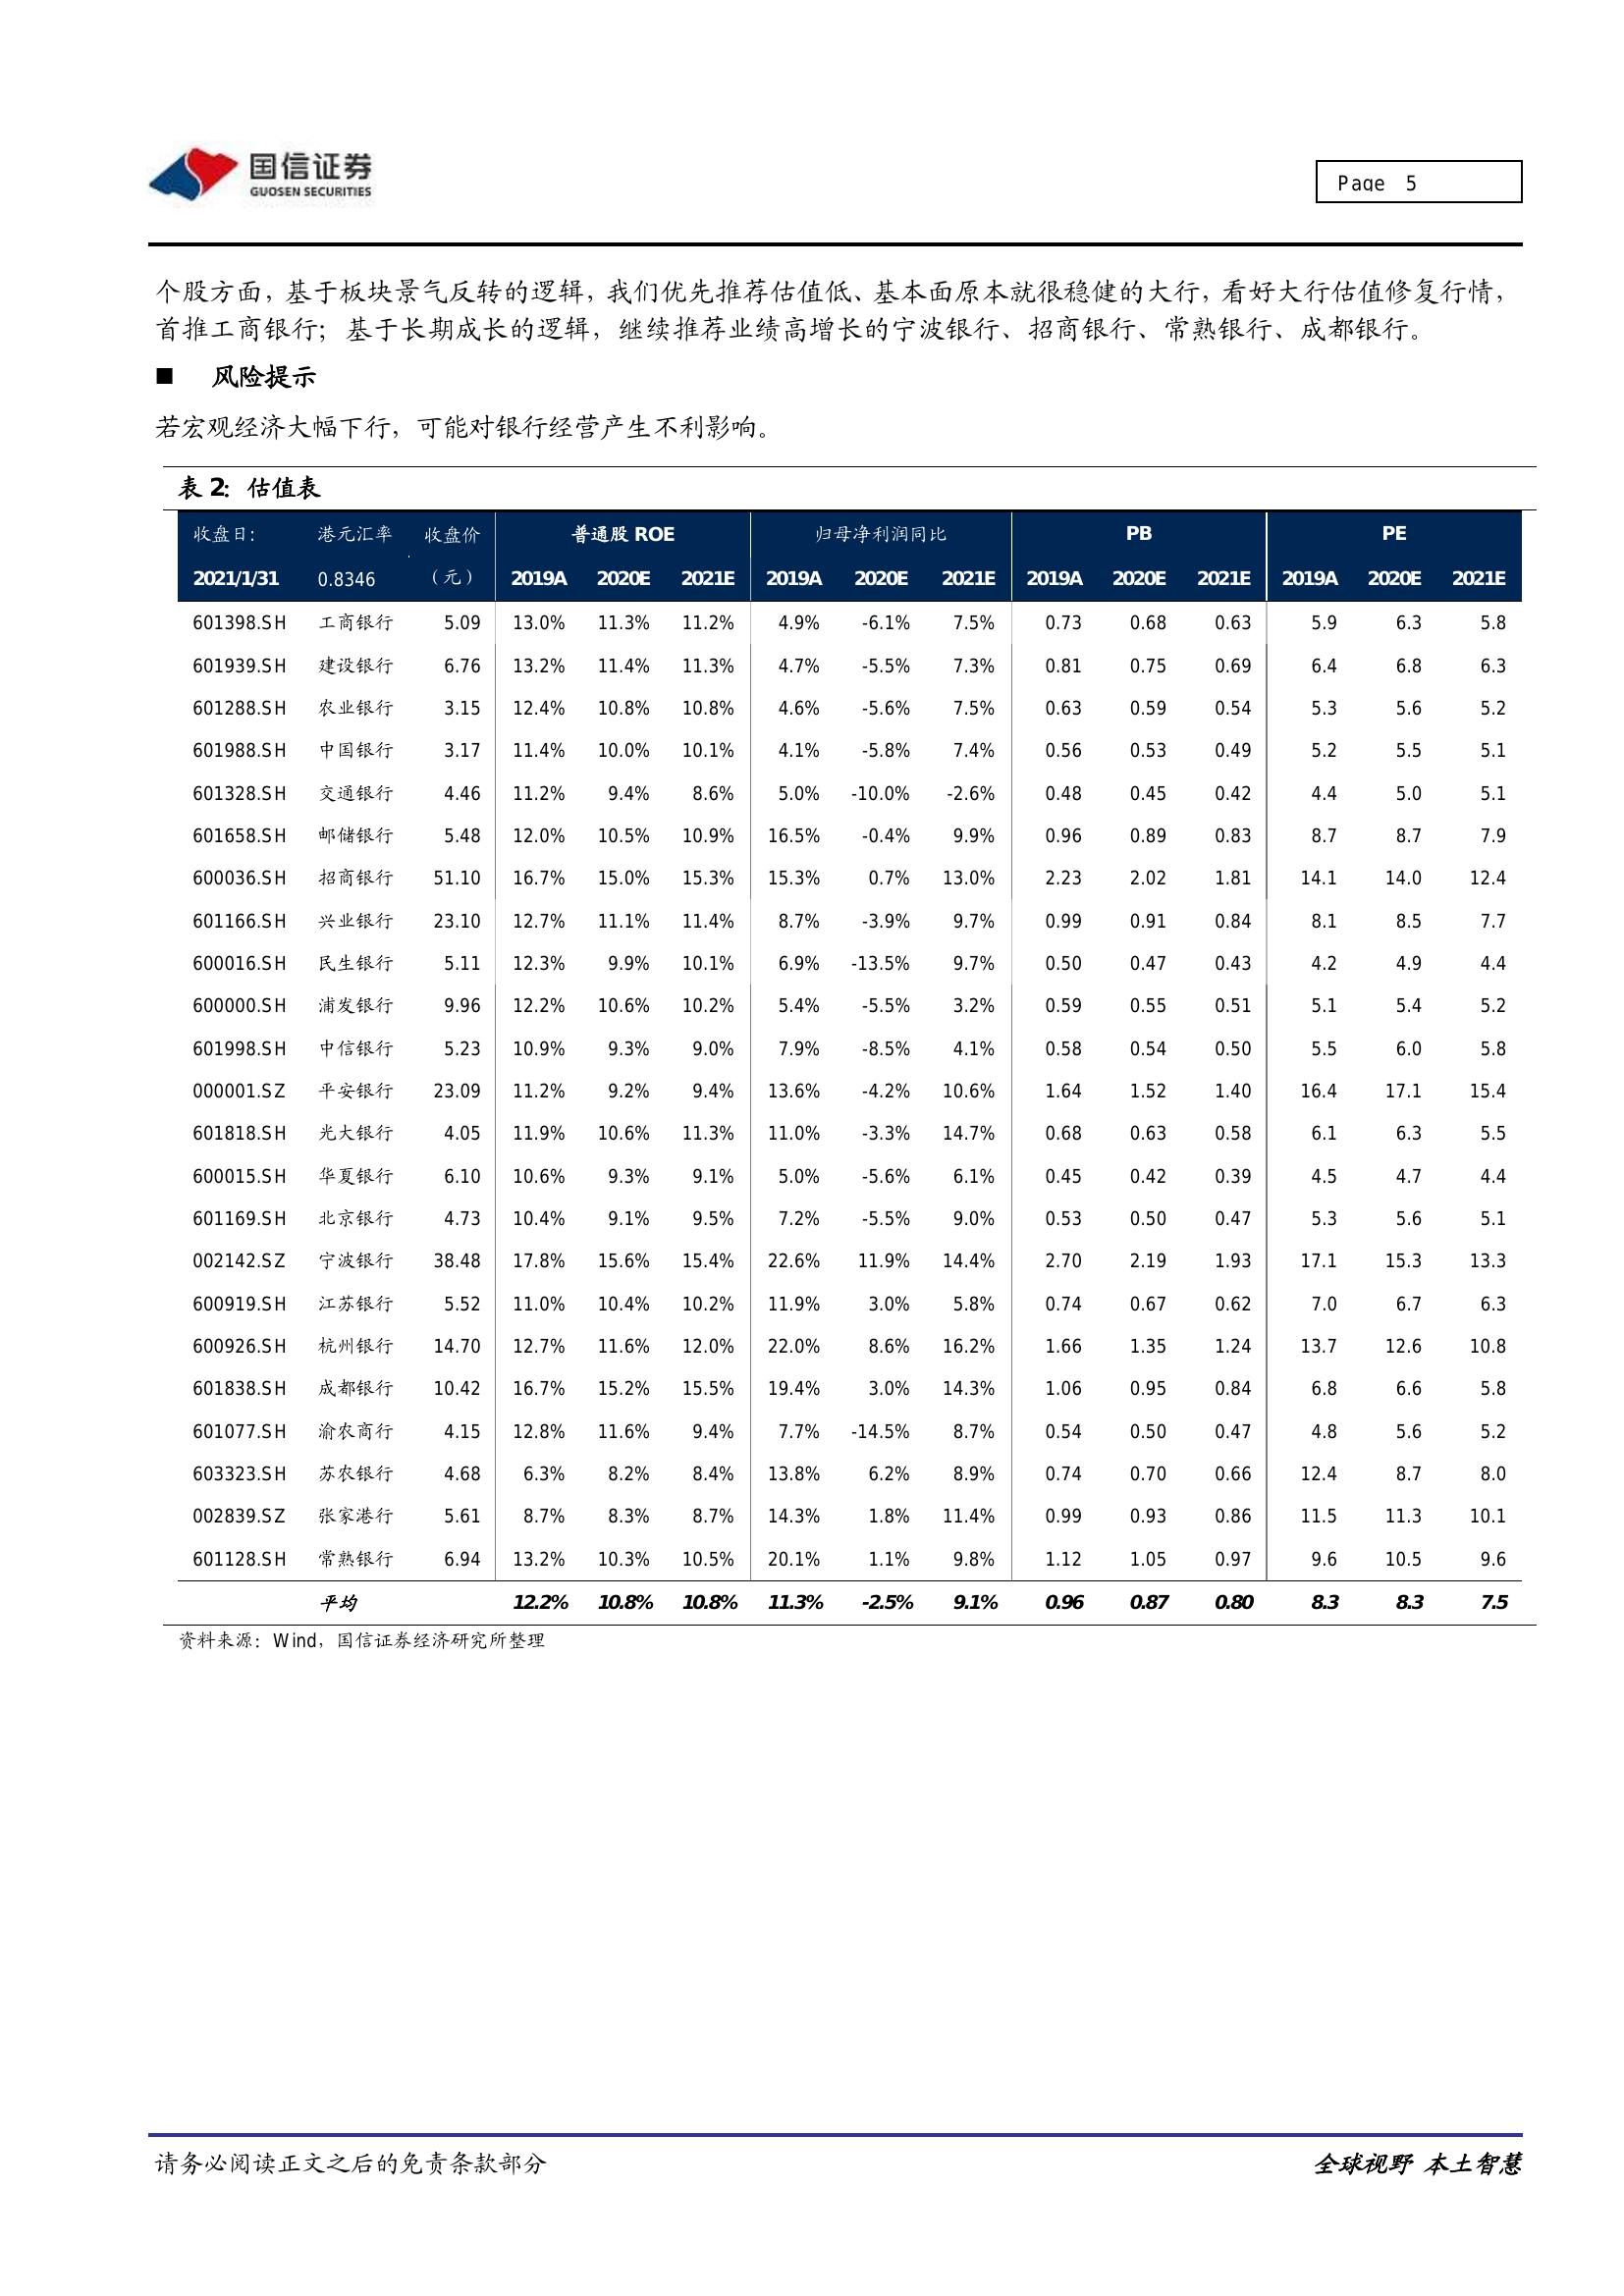 国信证券
GUOSEN SECURITIES
Page 5
个股方面，基于板块景气反转的逻辑，我们优先推荐估值低、基本面原本就很稳健的大行，看好大行估值修复行情，
首推工商银行；基于长期成长的逻辑，继续推荐业绩高增长的宁波银行、招商银行、常熟银行、成都银行。
■ 风险提示
若宏观经济大幅下行，可能对银行经营产生不利影响。
表 2：估值表
收盘日： 港元汇率 收盘价 普通股 ROE 归母净利润同比 PB PE
2021/1/31 0.8346 （元） 2019A 2020E 2021E 2019A 2020E 2021E 2019A 2020E 2021E 2019A 2020E 2021E
601398.SH 工商银行 5.09 13.0% 11.3% 11.2% 4.9% -6.1% 7.5% 0.73 0.68 0.63 5.9 6.3 5.8
601939.SH 建设银行 6.76 13.2% 11.4% 11.3% 4.7% -5.5% 7.3% 0.81 0.75 0.69 6.4 6.8 6.3
601288.SH 农业银行 3.15 12.4% 10.8% 10.8% 4.6% -5.6% 7.5% 0.63 0.59 0.54 5.3 5.6 5.2
601988.SH 中国银行 3.17 11.4% 10.0% 10.1% 4.1% -5.8% 7.4% 0.56 0.53 0.49 5.2 5.5 5.1
601328.SH 交通银行 4.46 11.2% 9.4% 8.6% 5.0% -10.0% -2.6% 0.48 0.45 0.42 4.4 5.0 5.1
601658.SH 邮储银行 5.48 12.0% 10.5% 10.9% 16.5% -0.4% 9.9% 0.96 0.89 0.83 8.7 8.7 7.9
600036.SH 招商银行 51.10 16.7% 15.0% 15.3% 15.3% 0.7% 13.0% 2.23 2.02 1.81 14.1 14.0 12.4
601166.SH 兴业银行 23.10 12.7% 11.1% 11.4% 8.7% -3.9% 9.7% 0.99 0.91 0.84 8.1 8.5 7.7
600016.SH 民生银行 5.11 12.3% 9.9% 10.1% 6.9% -13.5% 9.7% 0.50 0.47 0.43 4.2 4.9 4.4
600000.SH 浦发银行 9.96 12.2% 10.6% 10.2% 5.4% -5.5% 3.2% 0.59 0.55 0.51 5.1 5.4 5.2
601998.SH 中信银行 5.23 10.9% 9.3% 9.0% 7.9% -8.5% 4.1% 0.58 0.54 0.50 5.5 6.0 5.8
000001.SZ 平安银行 23.09 11.2% 9.2% 9.4% 13.6% -4.2% 10.6% 1.64 1.52 1.40 16.4 17.1 15.4
601818.SH 光大银行 4.05 11.9% 10.6% 11.3% 11.0% -3.3% 14.7% 0.68 0.63 0.58 6.1 6.3 5.5
600015.SH 华夏银行 6.10 10.6% 9.3% 9.1% 5.0% -5.6% 6.1% 0.45 0.42 0.39 4.5 4.7 4.4
601169.SH 北京银行 4.73 10.4% 9.1% 9.5% 7.2% -5.5% 9.0% 0.53 0.50 0.47 5.3 5.6 5.1
002142.SZ 宁波银行 38.48 17.8% 15.6% 15.4% 22.6% 11.9% 14.4% 2.70 2.19 1.93 17.1 15.3 13.3
600919.SH 江苏银行 5.52 11.0% 10.4% 10.2% 11.9% 3.0% 5.8% 0.74 0.67 0.62 7.0 6.7 6.3
600926.SH 杭州银行 14.70 12.7% 11.6% 12.0% 22.0% 8.6% 16.2% 1.66 1.35 1.24 13.7 12.6 10.8
601838.SH 成都银行 10.42 16.7% 15.2% 15.5% 19.4% 3.0% 14.3% 1.06 0.95 0.84 6.8 6.6 5.8
601077.SH 渝农商行 4.15 12.8% 11.6% 9.4% 7.7% -14.5% 8.7% 0.54 0.50 0.47 4.8 5.6 5.2
603323.SH 苏农银行 4.68 6.3% 8.2% 8.4% 13.8% 6.2% 8.9% 0.74 0.70 0.66 12.4 8.7 8.0
002839.SZ 张家港行 5.61 8.7% 8.3% 8.7% 14.3% 1.8% 11.4% 0.99 0.93 0.86 11.5 11.3 10.1
601128.SH 常熟银行 6.94 13.2% 10.3% 10.5% 20.1% 1.1% 9.8% 1.12 1.05 0.97 9.6 10.5 9.6
平均 12.2% 10.8% 10.8% 11.3% -2.5% 9.1% 0.96 0.87 0.80 8.3 8.3 7.5
资料来源：Wind，国信证券经济研究所整理
请务必阅读正文之后的免责条款部分 全球视野 本土智慧